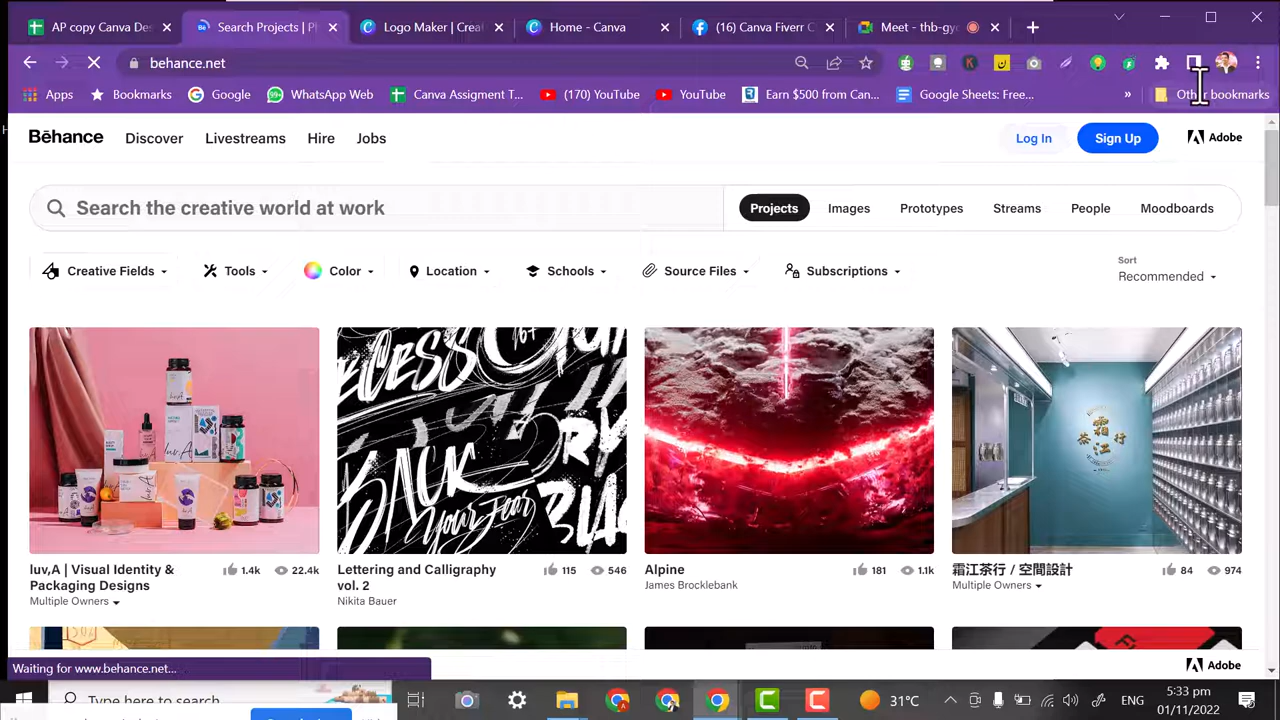 AP copy Canva De
Search Projects | P
Logo Maker | Crea
Home - Canva
(16) Canva Fiverr C
Meet - thb-gy
behance.net
Apps
Bookmarks
Google
WhatsApp Web
Canva Assigment T...
(170) YouTube
YouTube
Earn $500 from Can...
Google Sheets: Free...
»
Other bookmarks
Bēhance
Discover
Livestreams
Hire
Jobs
Log In
Sign Up
Adobe
Search the creative world at work
Projects
Images
Prototypes
Streams
People
Moodboards
Creative Fields
Tools
Color
Location
Schools
Source Files
Subscriptions
Sort
Recommended
luv,A | Visual Identity &
Packaging Designs
1.4k
22.4k
Multiple Owners
Lettering and Calligraphy
vol. 2
115
546
Nikita Bauer
Alpine
181
1.1k
James Brocklebank
霜江茶行 / 空間設計
84
974
Multiple Owners
BACK
Your Fear
Waiting for www.behance.net...
Adobe
Type here to search
31°C
ENG
5:33 pm
01/11/2022